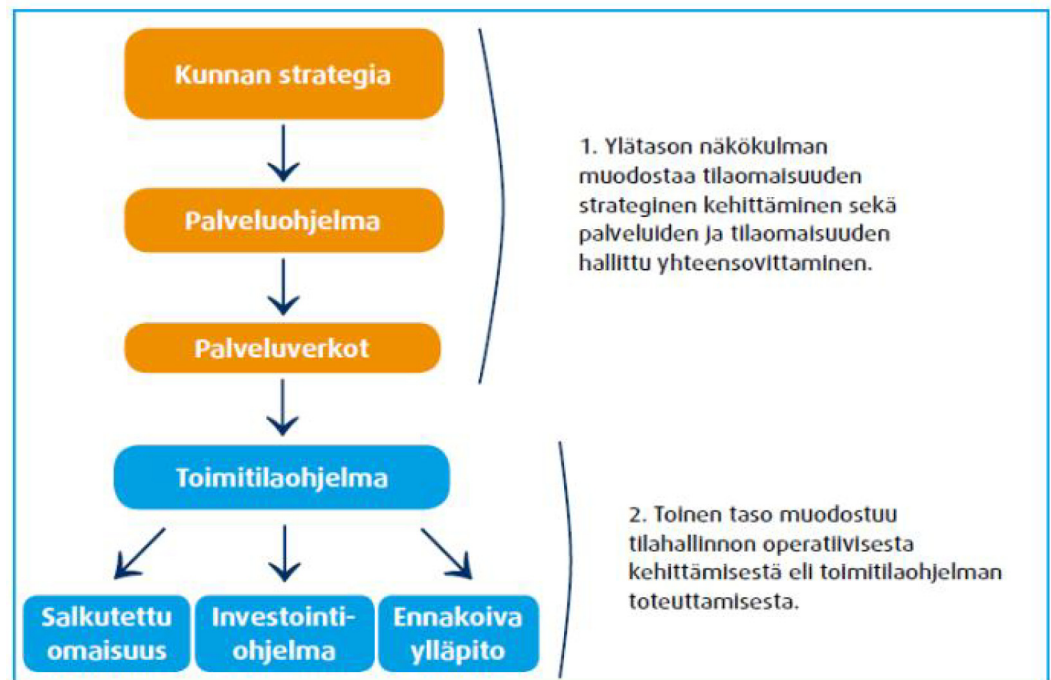 Kunnan strategia
1. Ylätason näkökulman
muodostaa tilaomaisuuden
strateginen kehittäminen sekä
palveluiden ja tilaomaisuuden
hallittu yhteensovittaminen.
Palveluohjelma
Palveluverkot
Toimitilaohjelma
2. Toinen taso muodostuu
tilahallinnon operatiivisesta
kehittämisestä eli toimitilaohjelman
toteuttamisesta.
Salkutettu
omaisuus
Investointi-
ohjelma
Ennakoiva
ylläpito